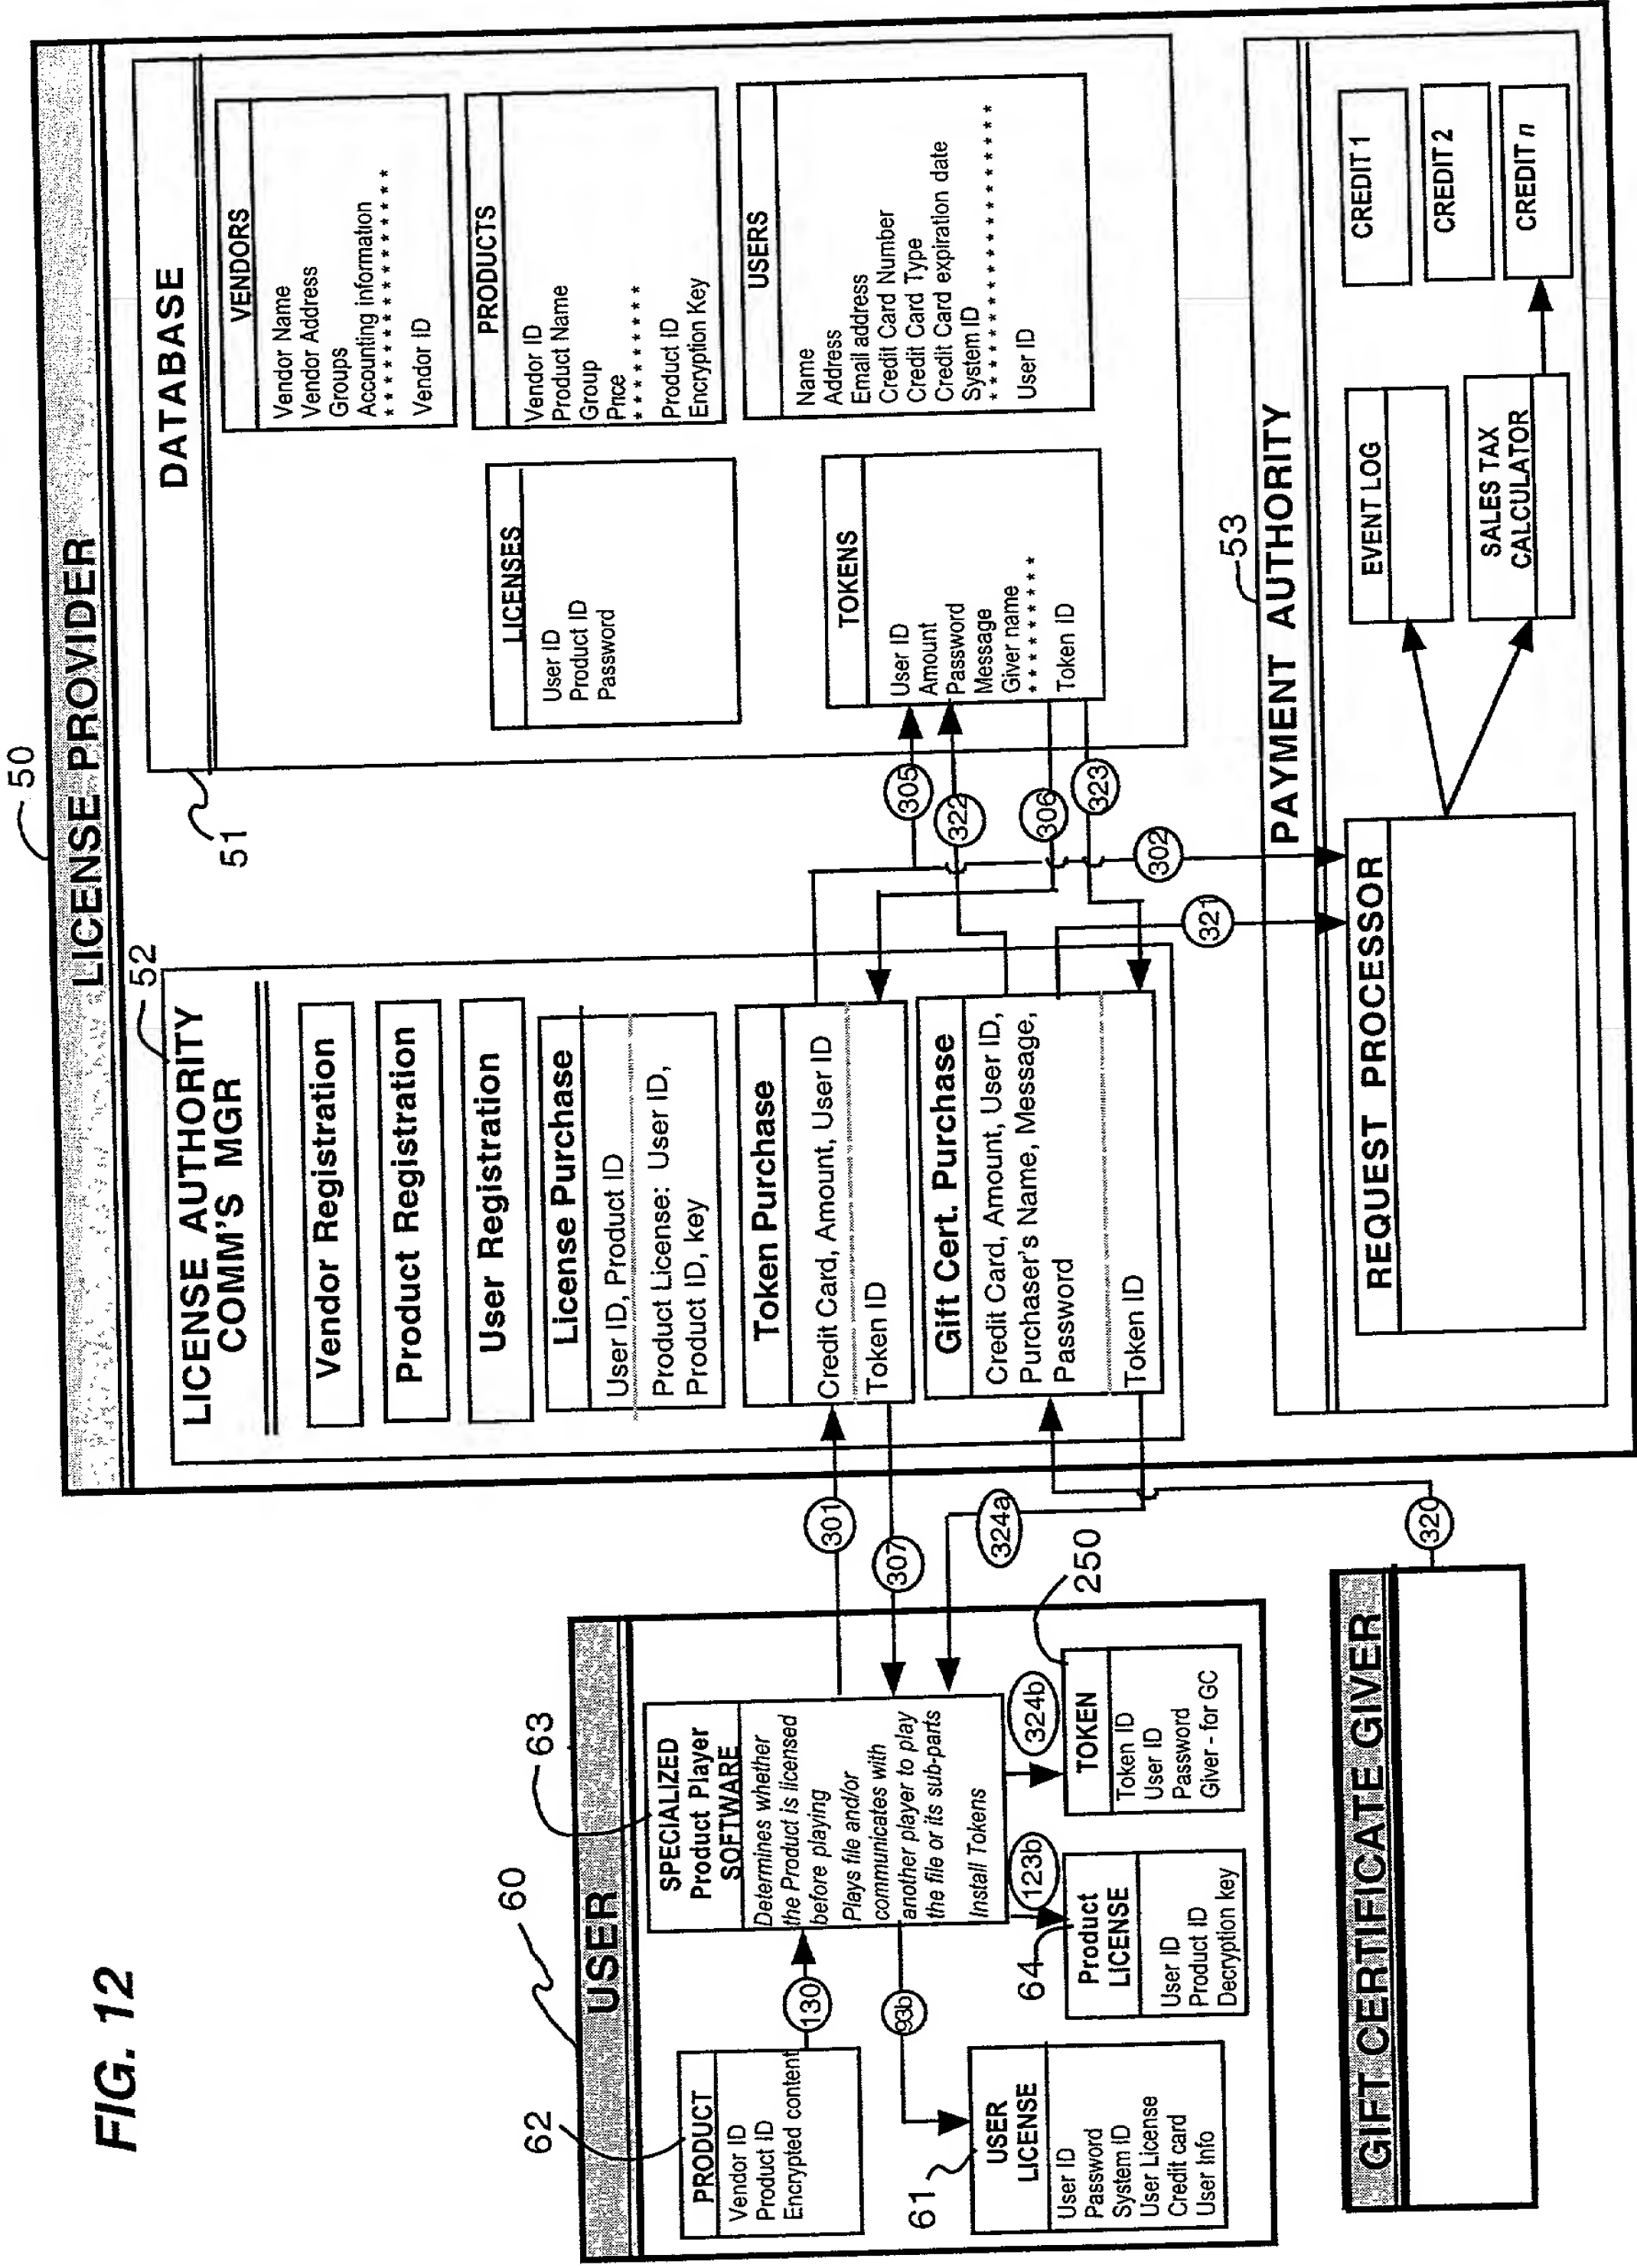 FIG. 12
50
LICENSE PROVIDER
52
LICENSE AUTHORITY
COMM'S MGR
Vendor Registration
Product Registration
User Registration
License Purchase
User ID, Product ID
Product License: User ID,
Product ID, key
Token Purchase
Credit Card, Amount, User ID
Token ID
Gift Cert. Purchase
Credit Card, Amount, User ID,
Purchaser's Name, Message,
Password
Token ID
51
DATABASE
VENDORS
Vendor Name
Vendor Address
Groups
Accounting information
* * * * * * * * * * * * * * * * * *
Vendor ID
PRODUCTS
Vendor ID
Product Name
Group
Price
* * * * * * * * *
Product ID
Encryption Key
USERS
Name
Address
Email address
Credit Card Number
Credit Card Type
Credit Card expiration date
System ID
* * * * * * * * * * * * * * * * * * * *
User ID
LICENSES
User ID
Product ID
Password
TOKENS
User ID
Amount
Password
Message
Giver name
* * * * * * * * *
Token ID
305
322
306
323
302
321
53
PAYMENT AUTHORITY
REQUEST PROCESSOR
EVENT LOG
SALES TAX
CALCULATOR
CREDIT 1
CREDIT 2
CREDIT n
301
307
324a
320
60
USER
62
PRODUCT
Vendor ID
Product ID
Encrypted content
130
63
SPECIALIZED
Product Player
SOFTWARE
Determines whether
the Product is licensed
before playing
Plays file and/or
communicates with
another player to play
the file or its sub-parts
Install Tokens
93b
123b
324b
61
USER
LICENSE
User ID
Password
System ID
User License
Credit card
User Info
64
Product
LICENSE
User ID
Product ID
Decryption key
250
TOKEN
Token ID
User ID
Password
Giver - for GC
GIFT CERTIFICATE GIVER